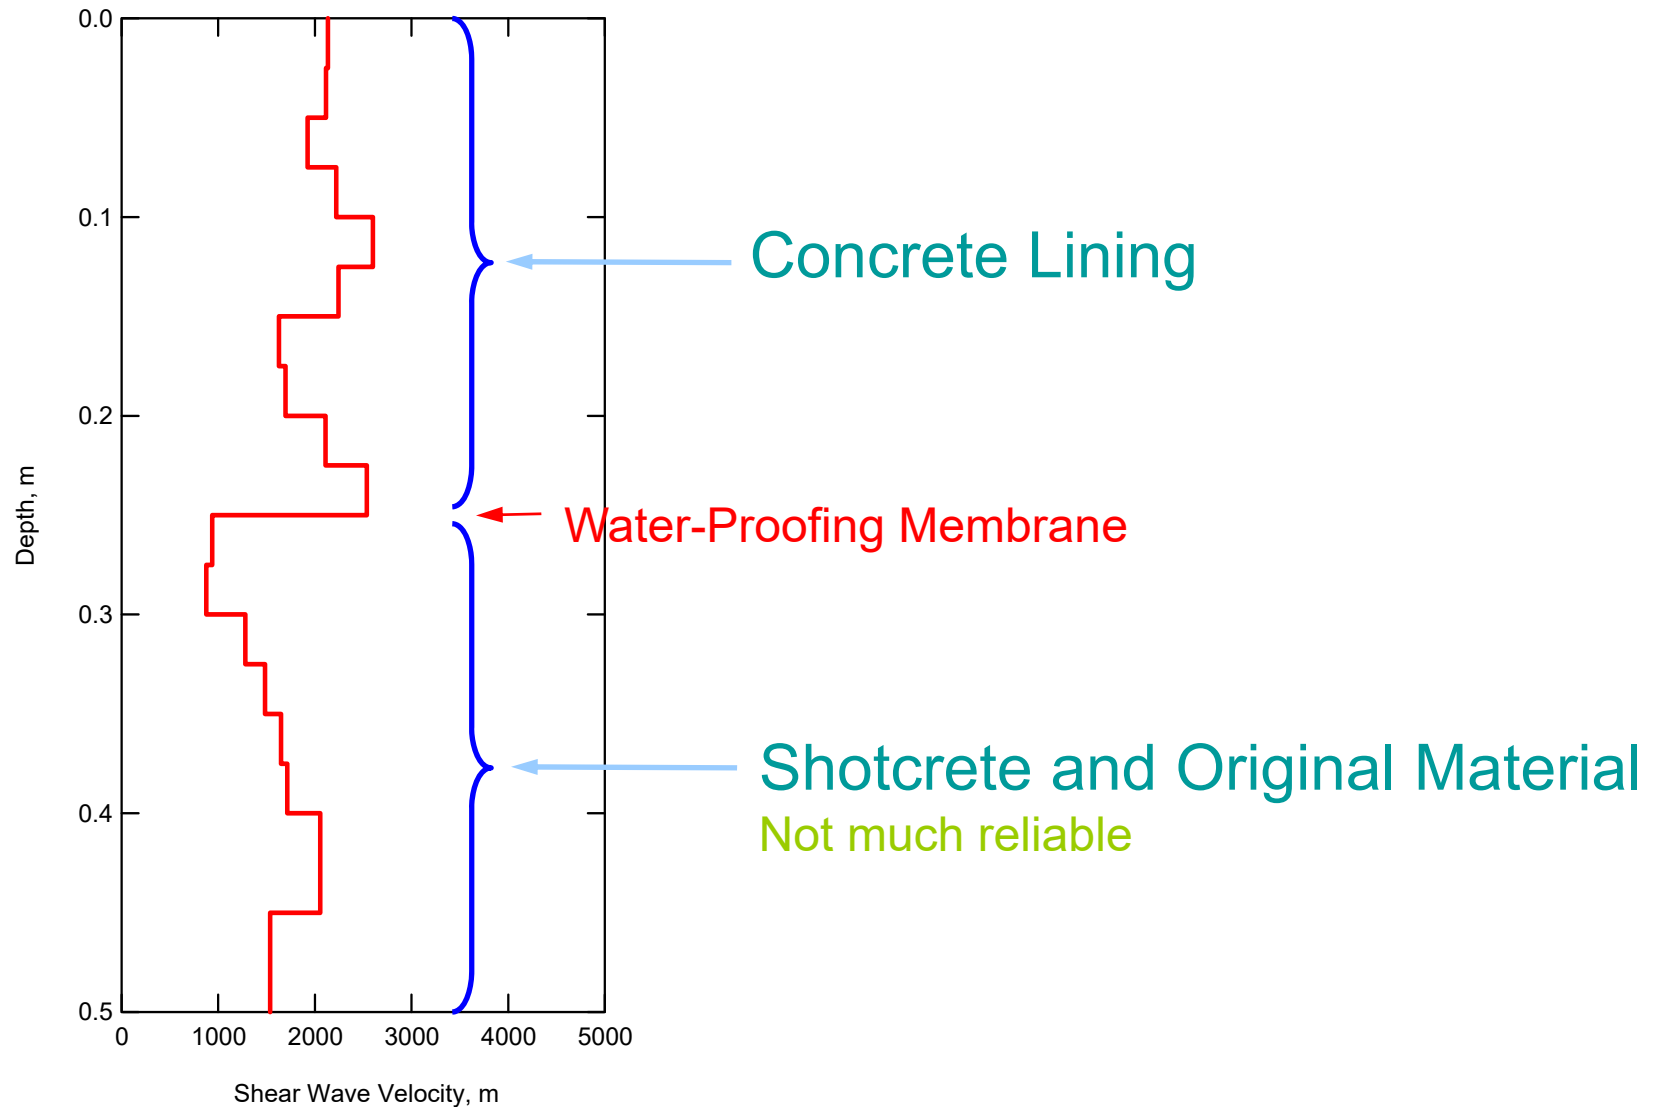 0.0
0.1
Concrete Lining
0.2
Depth, m
Water-Proofing Membrane
0.3
Shotcrete and Original Material
0.4
Not much reliable
0.5
0 1000 2000 3000 4000 5000
Shear Wave Velocity, m